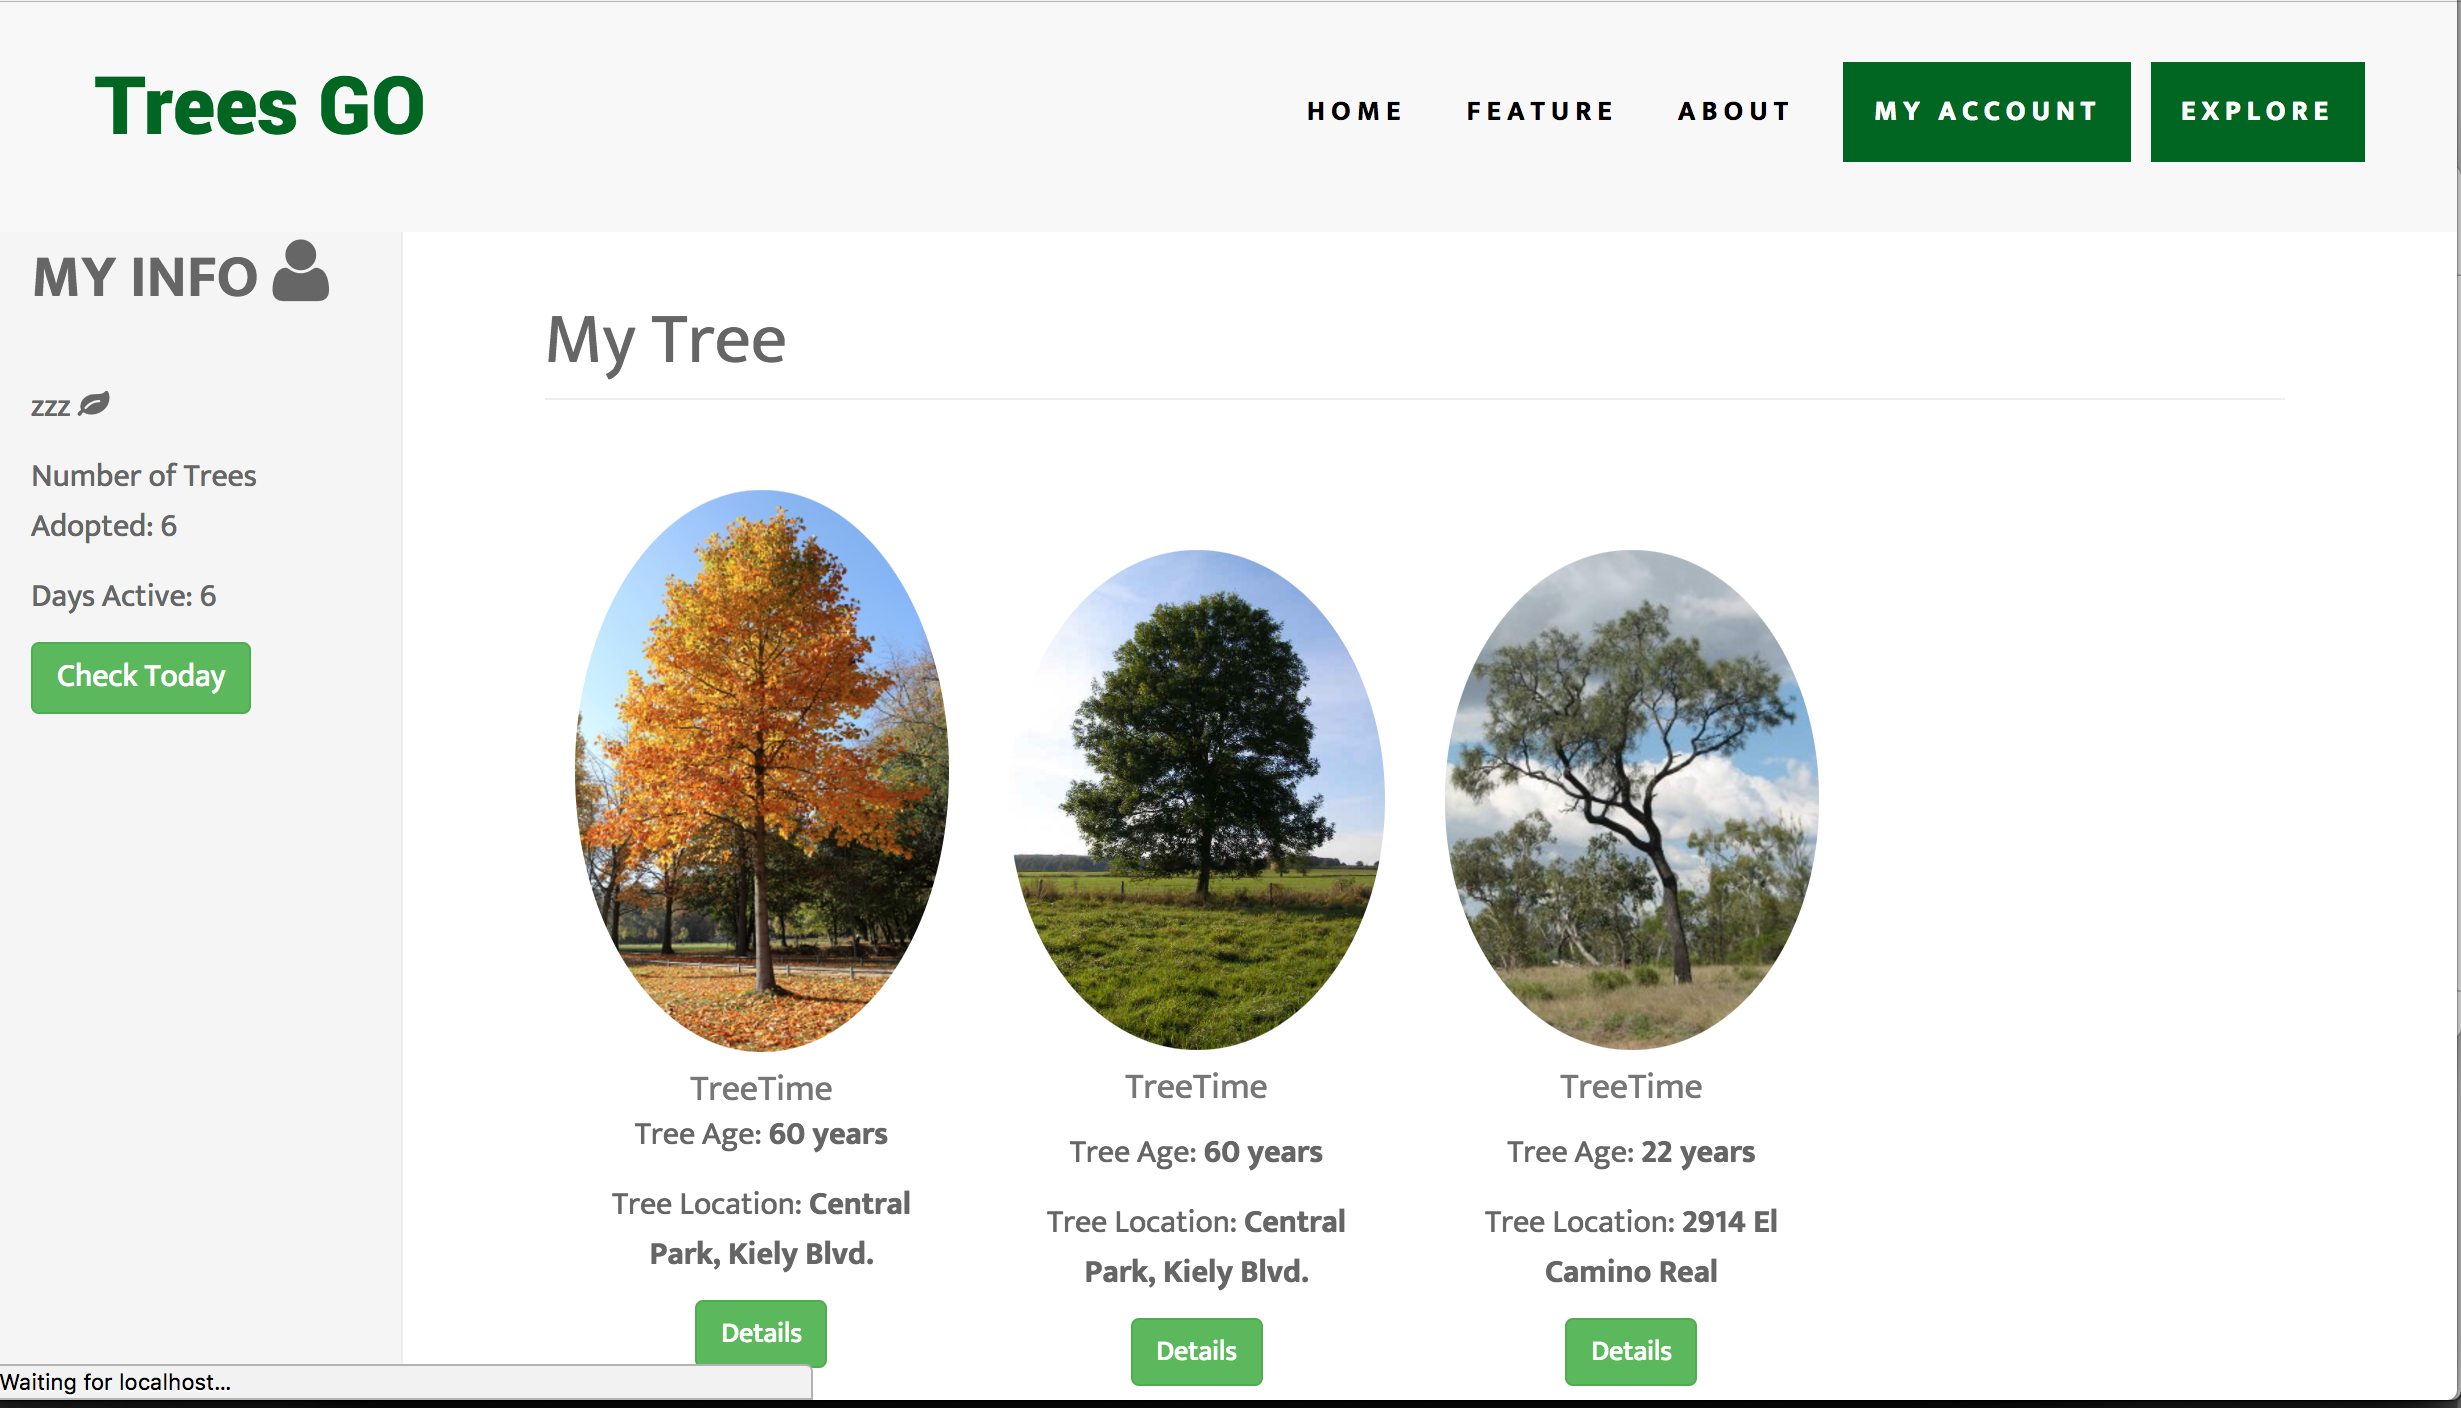 Trees GO
HOME FEATURE ABOUT MY ACCOUNT EXPLORE
MY INFO
zzz
Number of Trees
Adopted: 6
Days Active: 6
Check Today
My Tree
TreeTime
Tree Age: 60 years
Tree Location: Central
Park, Kiely Blvd.
Details
TreeTime
Tree Age: 60 years
Tree Location: Central
Park, Kiely Blvd.
Details
TreeTime
Tree Age: 22 years
Tree Location: 2914 El
Camino Real
Details
Waiting for localhost...